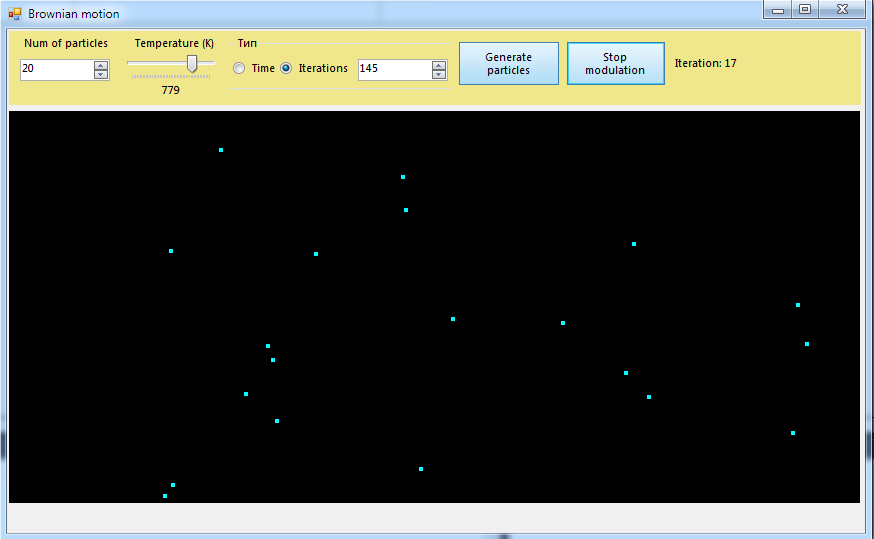 Brownian motion
Num of particles
Temperature (K)
Тип
20
Time
Iterations
145
779
Generate
particles
Stop
modulation
Iteration: 17